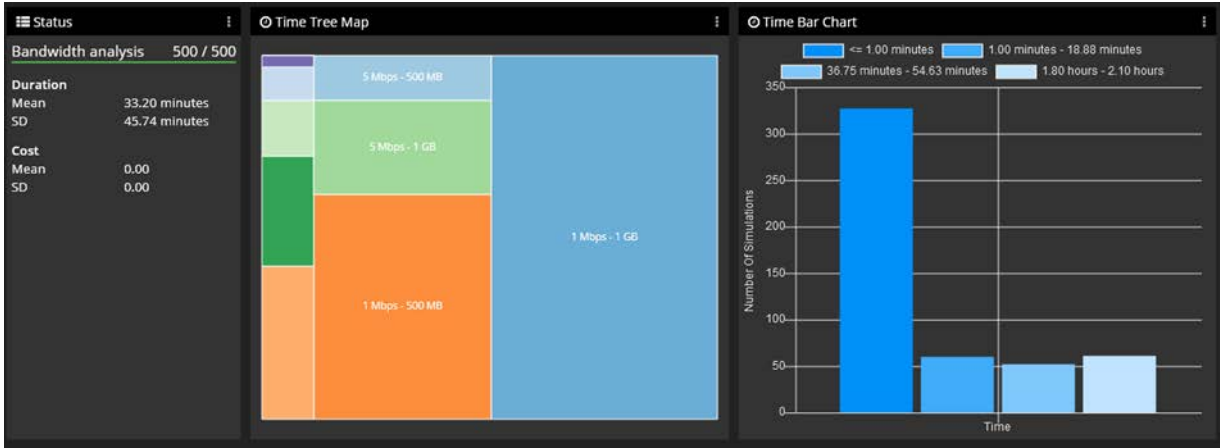 Status
Bandwidth analysis 500 / 500
Duration
Mean 33.20 minutes
SD 45.74 minutes
Cost
Mean 0.00
SD 0.00
Time Tree Map
5 Mbps - 500 MB
5 Mbps - 1 GB
1 Mbps - 1 GB
1 Mbps - 500 MB
Time Bar Chart
<= 1.00 minutes 1.00 minutes - 18.88 minutes
36.75 minutes - 54.63 minutes 1.80 hours - 2.10 hours
350
300
250
200
150
100
50
0
Number Of Simulations
Time